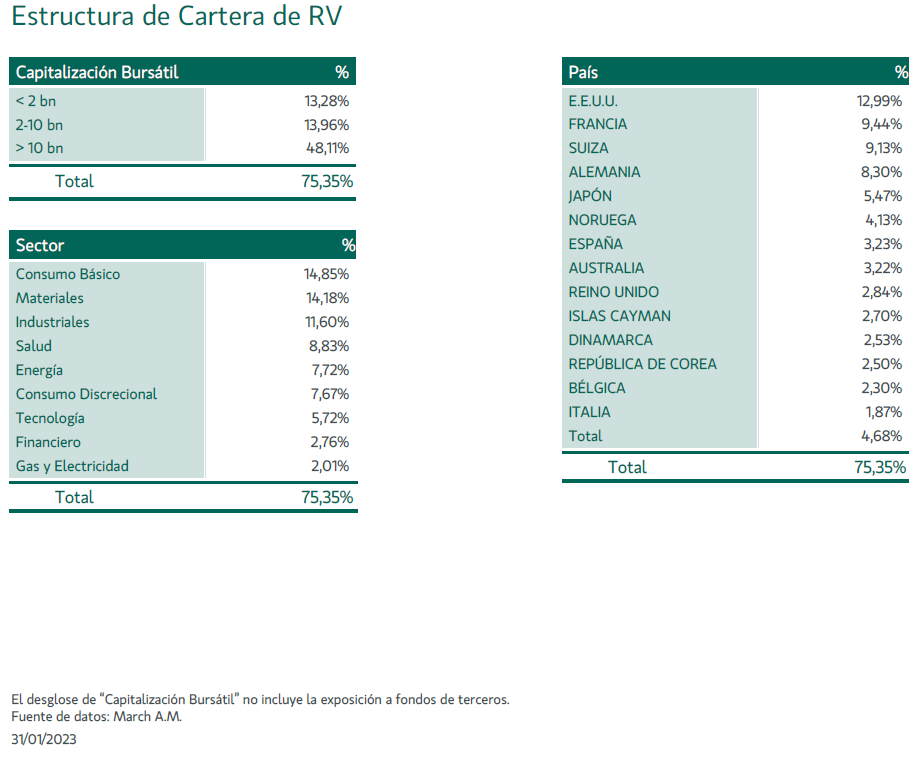 Estructura de Cartera de RV
Capitalización Bursátil %
< 2 bn 13,28%
2-10 bn 13,96%
> 10 bn 48,11%
Total 75,35%
Sector %
Consumo Básico 14,85%
Materiales 14,18%
Industriales 11,60%
Salud 8,83%
Energía 7,72%
Consumo Discrecional 7,67%
Tecnología 5,72%
Financiero 2,76%
Gas y Electricidad 2,01%
Total 75,35%
País %
E.E.U.U. 12,99%
FRANCIA 9,44%
SUIZA 9,13%
ALEMANIA 8,30%
JAPÓN 5,47%
NORUEGA 4,13%
ESPAÑA 3,23%
AUSTRALIA 3,22%
REINO UNIDO 2,84%
ISLAS CAYMAN 2,70%
DINAMARCA 2,53%
REPÚBLICA DE COREA 2,50%
BÉLGICA 2,30%
ITALIA 1,87%
Total 4,68%
Total 75,35%
El desglose de “Capitalización Bursátil” no incluye la exposición a fondos de terceros.
Fuente de datos: March A.M.
31/01/2023